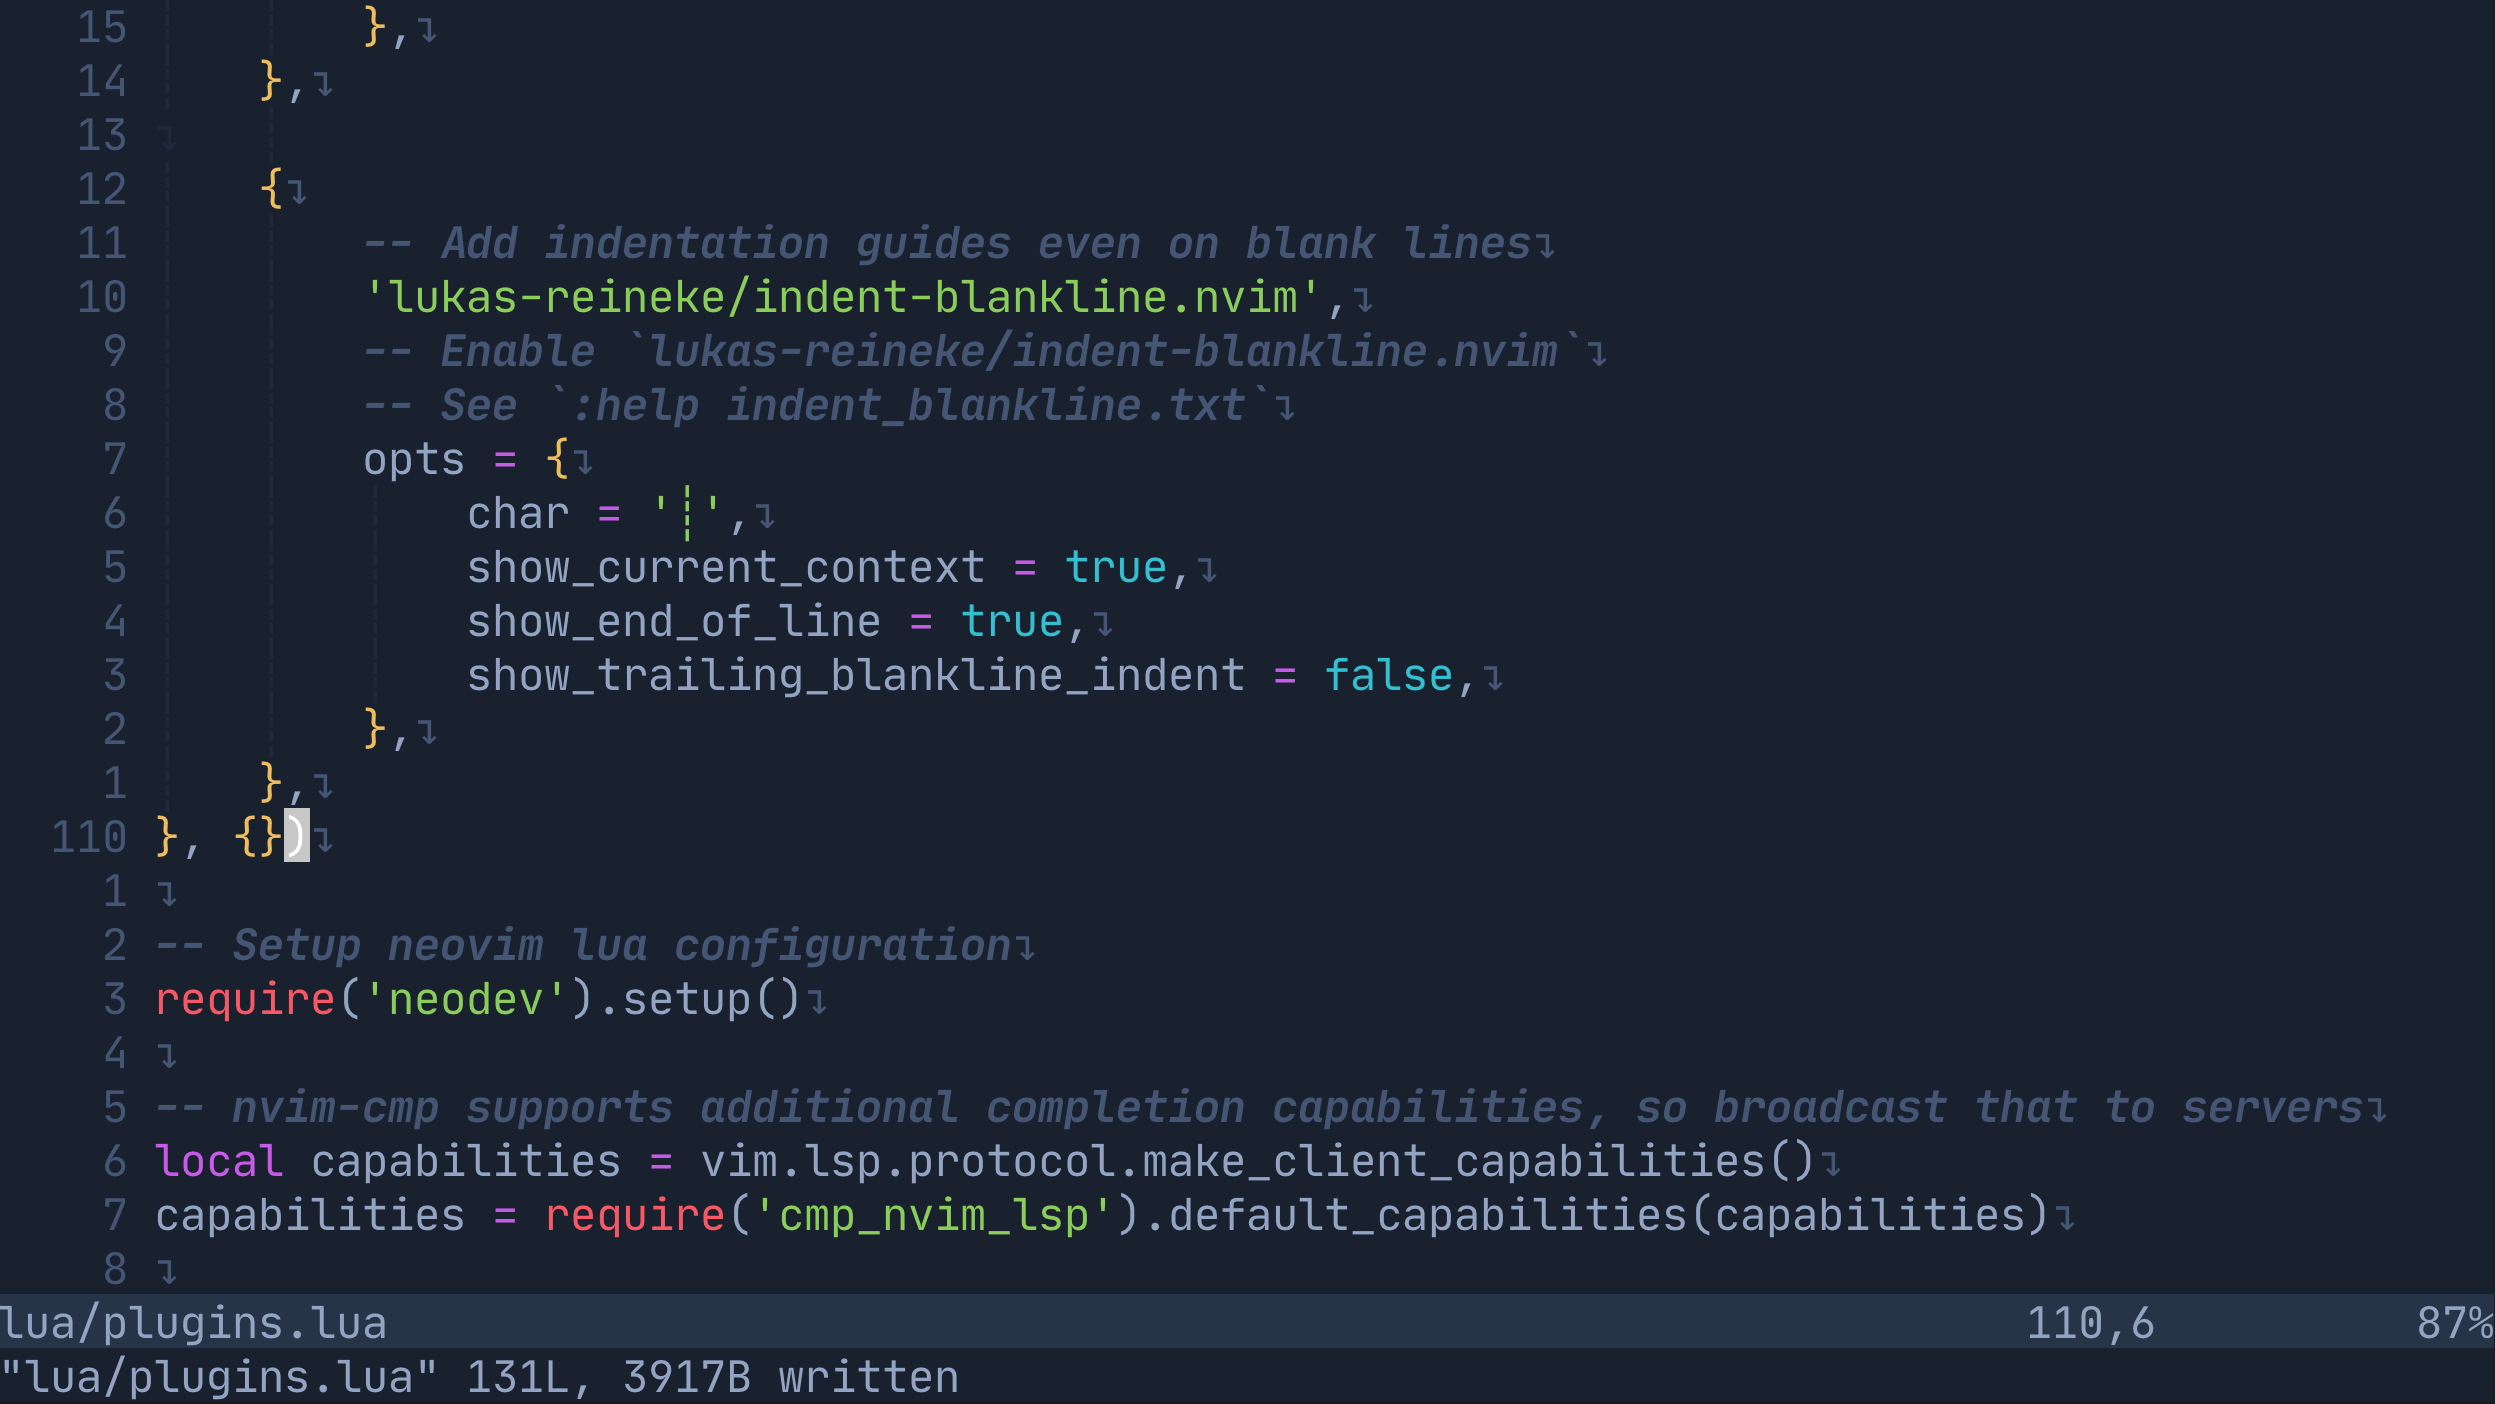 15         },↴
14     },↴
13 ↴
12     {↴
11         -- Add indentation guides even on blank lines↴
10         'lukas-reineke/indent-blankline.nvim',↴
9         -- Enable `lukas-reineke/indent-blankline.nvim`↴
8         -- See `:help indent_blankline.txt`↴
7         opts = {↴
6             char = '┊',↴
5             show_current_context = true,↴
4             show_end_of_line = true,↴
3             show_trailing_blankline_indent = false,↴
2         },↴
1     },↴
110 }, {})↴
1 ↴
2 -- Setup neovim lua configuration↴
3 require('neodev').setup()↴
4 ↴
5 -- nvim-cmp supports additional completion capabilities, so broadcast that to servers↴
6 local capabilities = vim.lsp.protocol.make_client_capabilities()↴
7 capabilities = require('cmp_nvim_lsp').default_capabilities(capabilities)↴
8 ↴
lua/plugins.lua 110,6 87%
"lua/plugins.lua" 131L, 3917B written